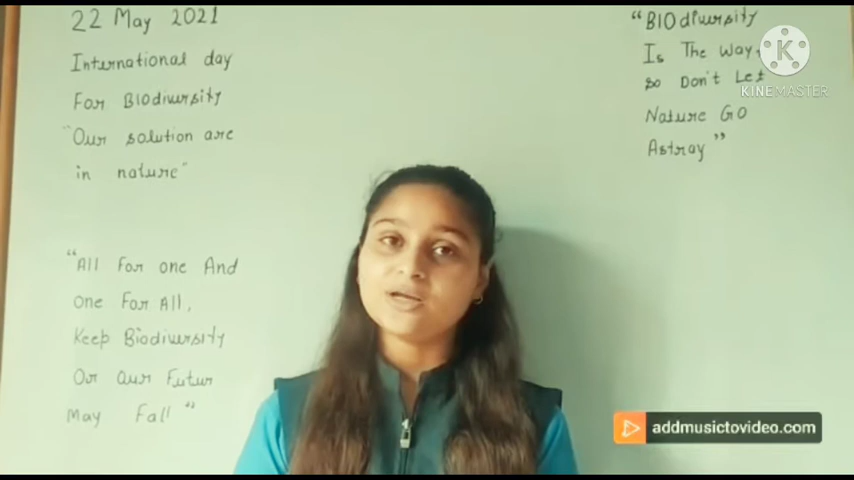 22 May 2021
International day
For Biodiversity
"Our solution are
in nature"
"All For one And
one For All,
Keep Biodiversity
Or our Futur
May Fall"
"BIOdiversity
Is The Way
so Don't Let
Nature GO
Astray"
K
KINEMASTER
addmusictovideo.com